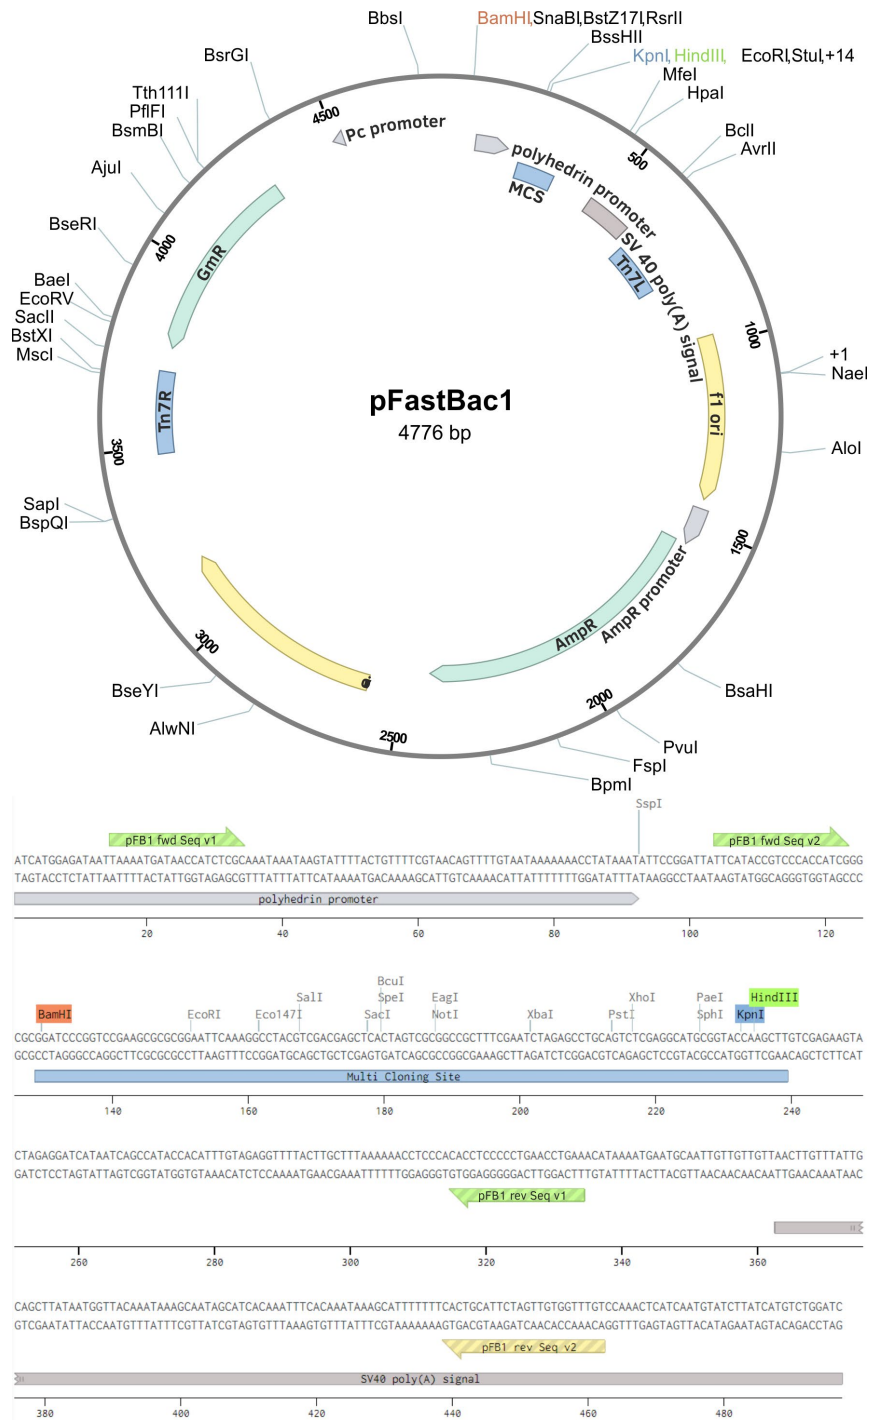 BbsI
BamHI,SnaBI,BstZ17I,RsrII
BssHII
KpnI, HindIII, EcoRI,StuI,+14
MfeI
HpaI
BclI
AvrII
BsrGI
Tth111I
PflFI
BsmBI
AjuI
BseRI
BaeI
EcoRV
SacII
BstXI
MscI
SapI
BspQI
BseYI
AlwNI
+1
NaeI
AloI
BsaHI
PvuI
FspI
BpmI
4500
500
1000
1500
2000
2500
3000
3500
4000
Pc promoter
polyhedrin promoter
MCS
SV 40 poly(A) signal
Tn7L
f1 ori
AmpR promoter
AmpR
GmR
Tn7R
pFastBac1
4776 bp
SspI
pFB1 fwd Seq v1
pFB1 fwd Seq v2
ATCATGGAGATAATTAAAATGATAACCATCTCGCAAATAAATAAGTATTTTACTGTTTTCGTAACAGTTTTGTAATAAAAAAACCTATAAATATTCCGGATTATTCATACCGTCCCACCATCGGG
TAGTACCTCTATTAATTTTACTATTGGTAGAGCGTTTATTTATTCATAAAATGACAAAAGCATTGTCAAAACATTATTTTTTTGGATATTTATAAGGCCTAATAAGTATGGCAGGGTGGTAGCCC
polyhedrin promoter
20 40 60 80 100 120
BcuI
SalI SpeI EagI XhoI PaeI HindIII
BamHI EcoRI Eco147I SacI NotI XbaI PstI SphI KpnI
CGCGGATCCCGGTCCGAAGCGCGCGGAATTCAAAGGCCTACGTCGACGAGCTCACTAGTCGCGGCCGCTTTCGAATCTAGAGCCTGCAGTCTCGAGGCATGCGGTACCAAGCTTGTCGAGAAGTA
GCGCCTAGGGCCAGGCTTCGCGCGCCTTAAGTTTCCGGATGCAGCTGCTCGAGTGATCAGCGCCGGCGAAAGCTTAGATCTCGGACGTCAGAGCTCCGTACGCCATGGTTCGAACAGCTCTTCAT
Multi Cloning Site
140 160 180 200 220 240
CTAGAGGATCATAATCAGCCATACCACATTTGTAGAGGTTTTACTTGCTTTAAAAAACCTCCCACACCTCCCCCTGAACCTGAAACATAAAATGAATGCAATTGTTGTTGTTAACTTGTTTATTG
GATCTCCTAGTATTAGTCGGTATGGTGTAAACATCTCCAAAATGAACGAAATTTTTTGGAGGGTGTGGAGGGGGACTTGGACTTTGTATTTTACTTACGTTAACAACAACAATTGAACAAATAAC
pFB1 rev Seq v1
260 280 300 320 340 360
CAGCTTATAATGGTTACAAATAAAGCAATAGCATCACAAATTTCACAAATAAAGCATTTTTTTCACTGCATTCTAGTTGTGGTTTGTCCAAACTCATCAATGTATCTTATCATGTCTGGATC
GTCGAATATTACCAATGTTTATTTCGTTATCGTAGTGTTTAAAGTGTTTATTTCGTAAAAAAAGTGACGTAAGATCAACACCAAACAGGTTTGAGTAGTTACATAGAATAGTACAGACCTAG
pFB1 rev Seq v2
SV40 poly(A) signal
380 400 420 440 460 480